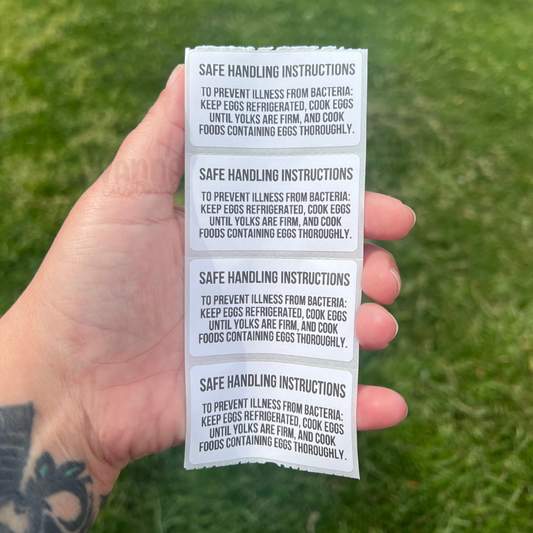 SAFE HANDLING INSTRUCTIONS
TO PREVENT ILLNESS FROM BACTERIA:
KEEP EGGS REFRIGERATED, COOK EGGS
UNTIL YOLKS ARE FIRM, AND COOK
FOODS CONTAINING EGGS THOROUGHLY.
SAFE HANDLING INSTRUCTIONS
TO PREVENT ILLNESS FROM BACTERIA:
KEEP EGGS REFRIGERATED, COOK EGGS
UNTIL YOLKS ARE FIRM, AND COOK
FOODS CONTAINING EGGS THOROUGHLY.
SAFE HANDLING INSTRUCTIONS
TO PREVENT ILLNESS FROM BACTERIA:
KEEP EGGS REFRIGERATED, COOK EGGS
UNTIL YOLKS ARE FIRM, AND COOK
FOODS CONTAINING EGGS THOROUGHLY.
SAFE HANDLING INSTRUCTIONS
TO PREVENT ILLNESS FROM BACTERIA:
KEEP EGGS REFRIGERATED, COOK EGGS
UNTIL YOLKS ARE FIRM, AND COOK
FOODS CONTAINING EGGS THOROUGHLY.